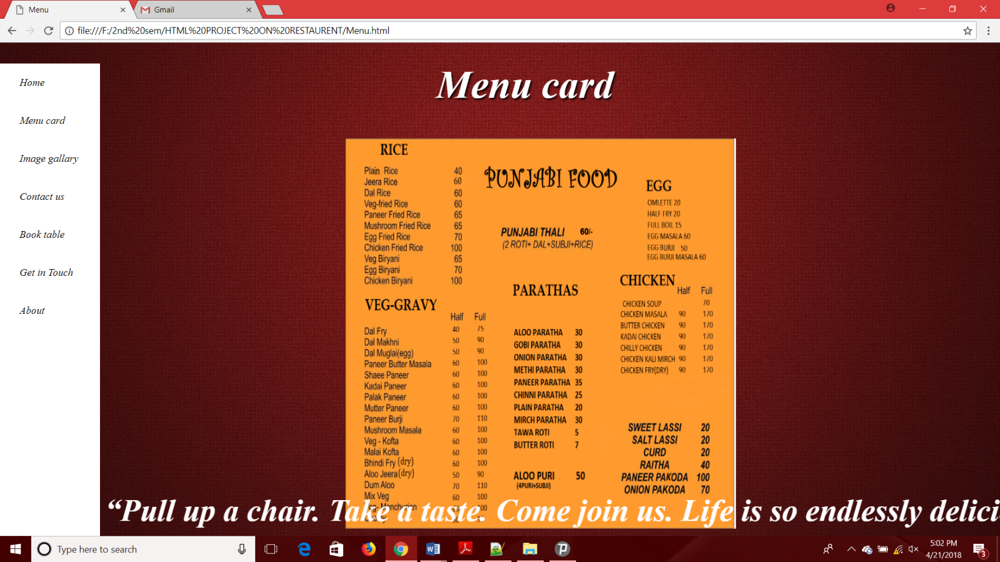 Menu
Gmail
file:///F:/2nd%20sem/HTML%20PROJECT%20ON%20RESTAURENT/Menu.html
Home
Menu card
Image gallary
Contact us
Book table
Get in Touch
About
Menu card
RICE
Plain Rice 40
Jeera Rice 60
Dal Rice 60
Veg-fried Rice 60
Paneer Fried Rice 65
Mushroom Fried Rice 65
Egg Fried Rice 70
Chicken Fried Rice 100
Veg Biryani 65
Egg Biryani 70
Chicken Biryani 100
VEG-GRAVY
Half Full
Dal Fry 40 75
Dal Makhni 50 90
Dal Muglai(egg) 50 90
Paneer Butter Masala 60 100
Shaee Paneer 60 100
Kadai Paneer 60 100
Palak Paneer 60 100
Mutter Paneer 60 100
Paneer Burji 70 110
Mushroom Masala 60 100
Veg - Kofta 60 100
Malai Kofta 60 100
Bhindi Fry (dry) 60 100
Aloo Jeera (dry) 50 90
Dum Aloo 70 110
Mix Veg 60 100
PUNJABI FOOD
PUNJABI THALI 60/-
(2 ROTI+ DAL+SUBJI+RICE)
PARATHAS
ALOO PARATHA 30
GOBI PARATHA 30
ONION PARATHA 30
METHI PARATHA 30
PANEER PARATHA 35
CHINNI PARATHA 25
PLAIN PARATHA 20
MIRCH PARATHA 30
TAWA ROTI 5
BUTTER ROTI 7
ALOO PURI 50
(4PURI+SUBJI)
EGG
OMLETTE 20
HALF FRY 20
FULL BOIL 15
EGG MASALA 60
EGG BURJI 50
EGG BURJI MASALA 60
CHICKEN
Half Full
CHICKEN SOUP 70
CHICKEN MASALA 90 170
BUTTER CHICKEN 90 170
KADAI CHICKEN 90 170
CHILLY CHICKEN 90 170
CHICKEN KALI MIRCH 90 170
CHICKEN FRY(DRY) 90 170
SWEET LASSI 20
SALT LASSI 20
CURD 20
RAITHA 40
PANEER PAKODA 100
ONION PAKODA 70
“Pull up a chair. Take a taste. Come join us. Life is so endlessly delici
Type here to search
5:02 PM
4/21/2018
3